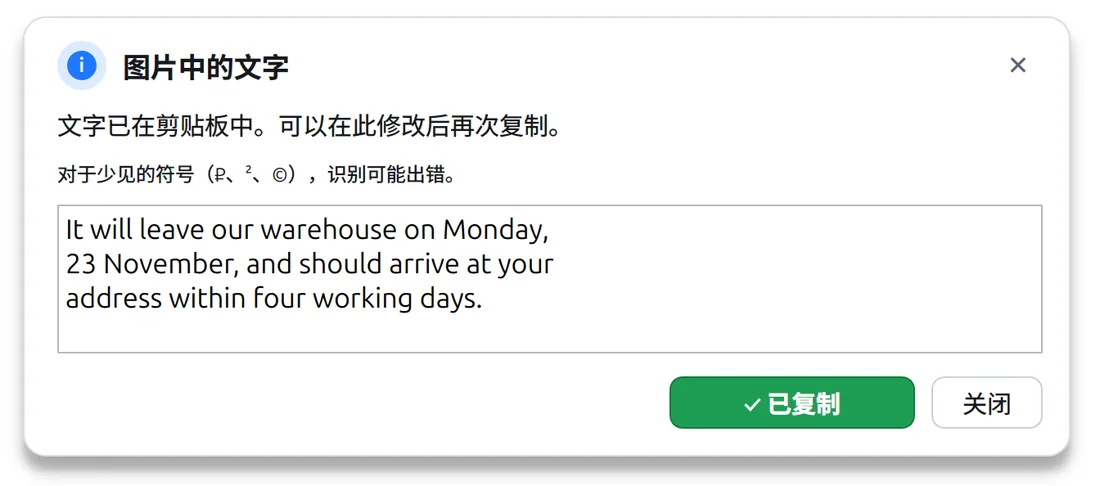 图片中的文字
文字已在剪贴板中。可以在此修改后再次复制。
对于少见的符号（₽、²、©），识别可能出错。
It will leave our warehouse on Monday,
23 November, and should arrive at your
address within four working days.
✓ 已复制
关闭